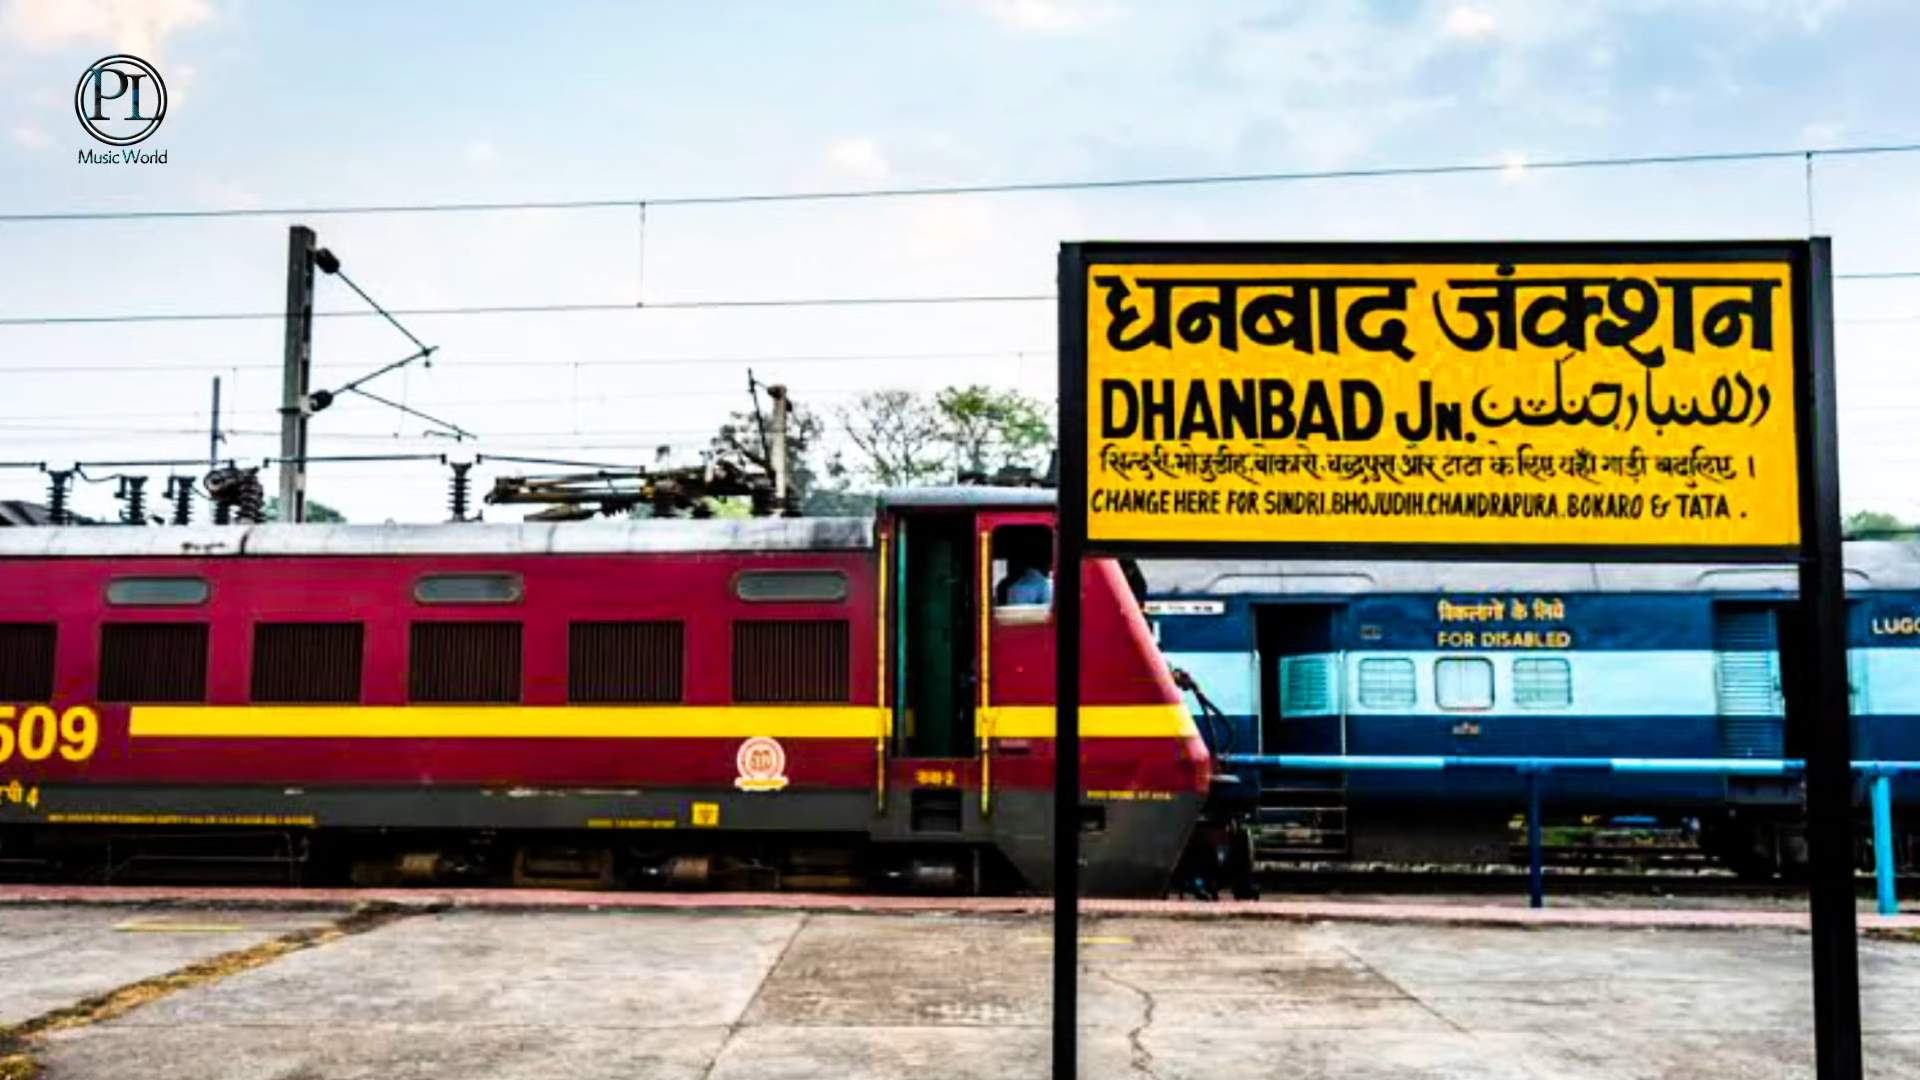 PL
Music World
धनबाद जंक्शन
DHANBAD JN. دھنباد جنکشن
सिन्दरी, भोजुडीह, बोकारो, चन्द्रपुरा और टाटा के लिए यहाँ गाड़ी बदलिए ।
CHANGE HERE FOR SINDRI, BHOJUDIH, CHANDRAPURA, BOKARO & TATA .
विकलांगों के लिये
FOR DISABLED
LUGG
509
4